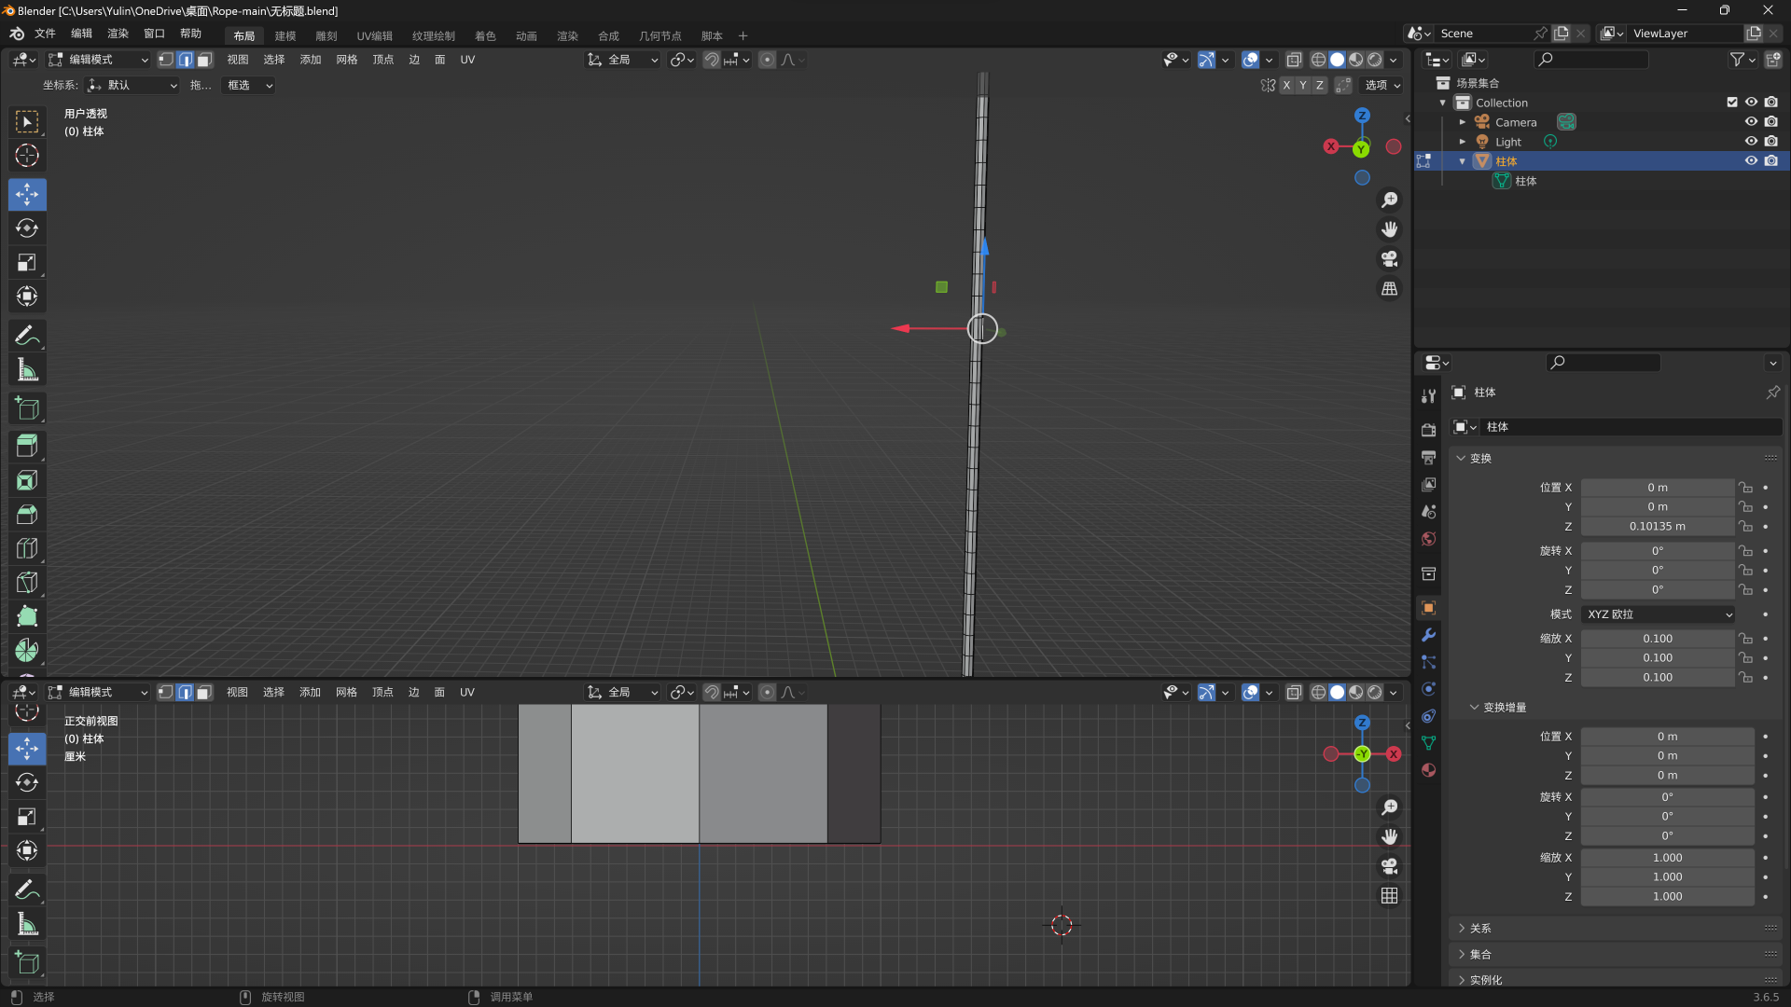 Blender [C:\Users\Yulin\OneDrive\桌面\Rope-main\无标题.blend]
文件 编辑 渲染 窗口 帮助 布局 建模 雕刻 UV编辑 纹理绘制 着色 动画 渲染 合成 几何节点 脚本 + Scene ViewLayer
编辑模式 视图 选择 添加 网格 顶点 边 面 UV 全局
坐标系: 默认 拖... 框选 X Y Z 选项
用户透视
(0) 柱体
Z
X Y
场景集合
Collection
Camera
Light
柱体
柱体
柱体
柱体
变换
位置 X 0 m
Y 0 m
Z 0.10135 m
旋转 X 0°
Y 0°
Z 0°
模式 XYZ 欧拉
缩放 X 0.100
Y 0.100
Z 0.100
变换增量
位置 X 0 m
Y 0 m
Z 0 m
旋转 X 0°
Y 0°
Z 0°
缩放 X 1.000
Y 1.000
Z 1.000
关系
集合
实例化
编辑模式 视图 选择 添加 网格 顶点 边 面 UV 全局
正交前视图
(0) 柱体
厘米
Z
-Y X
选择 旋转视图 调用菜单 3.6.5